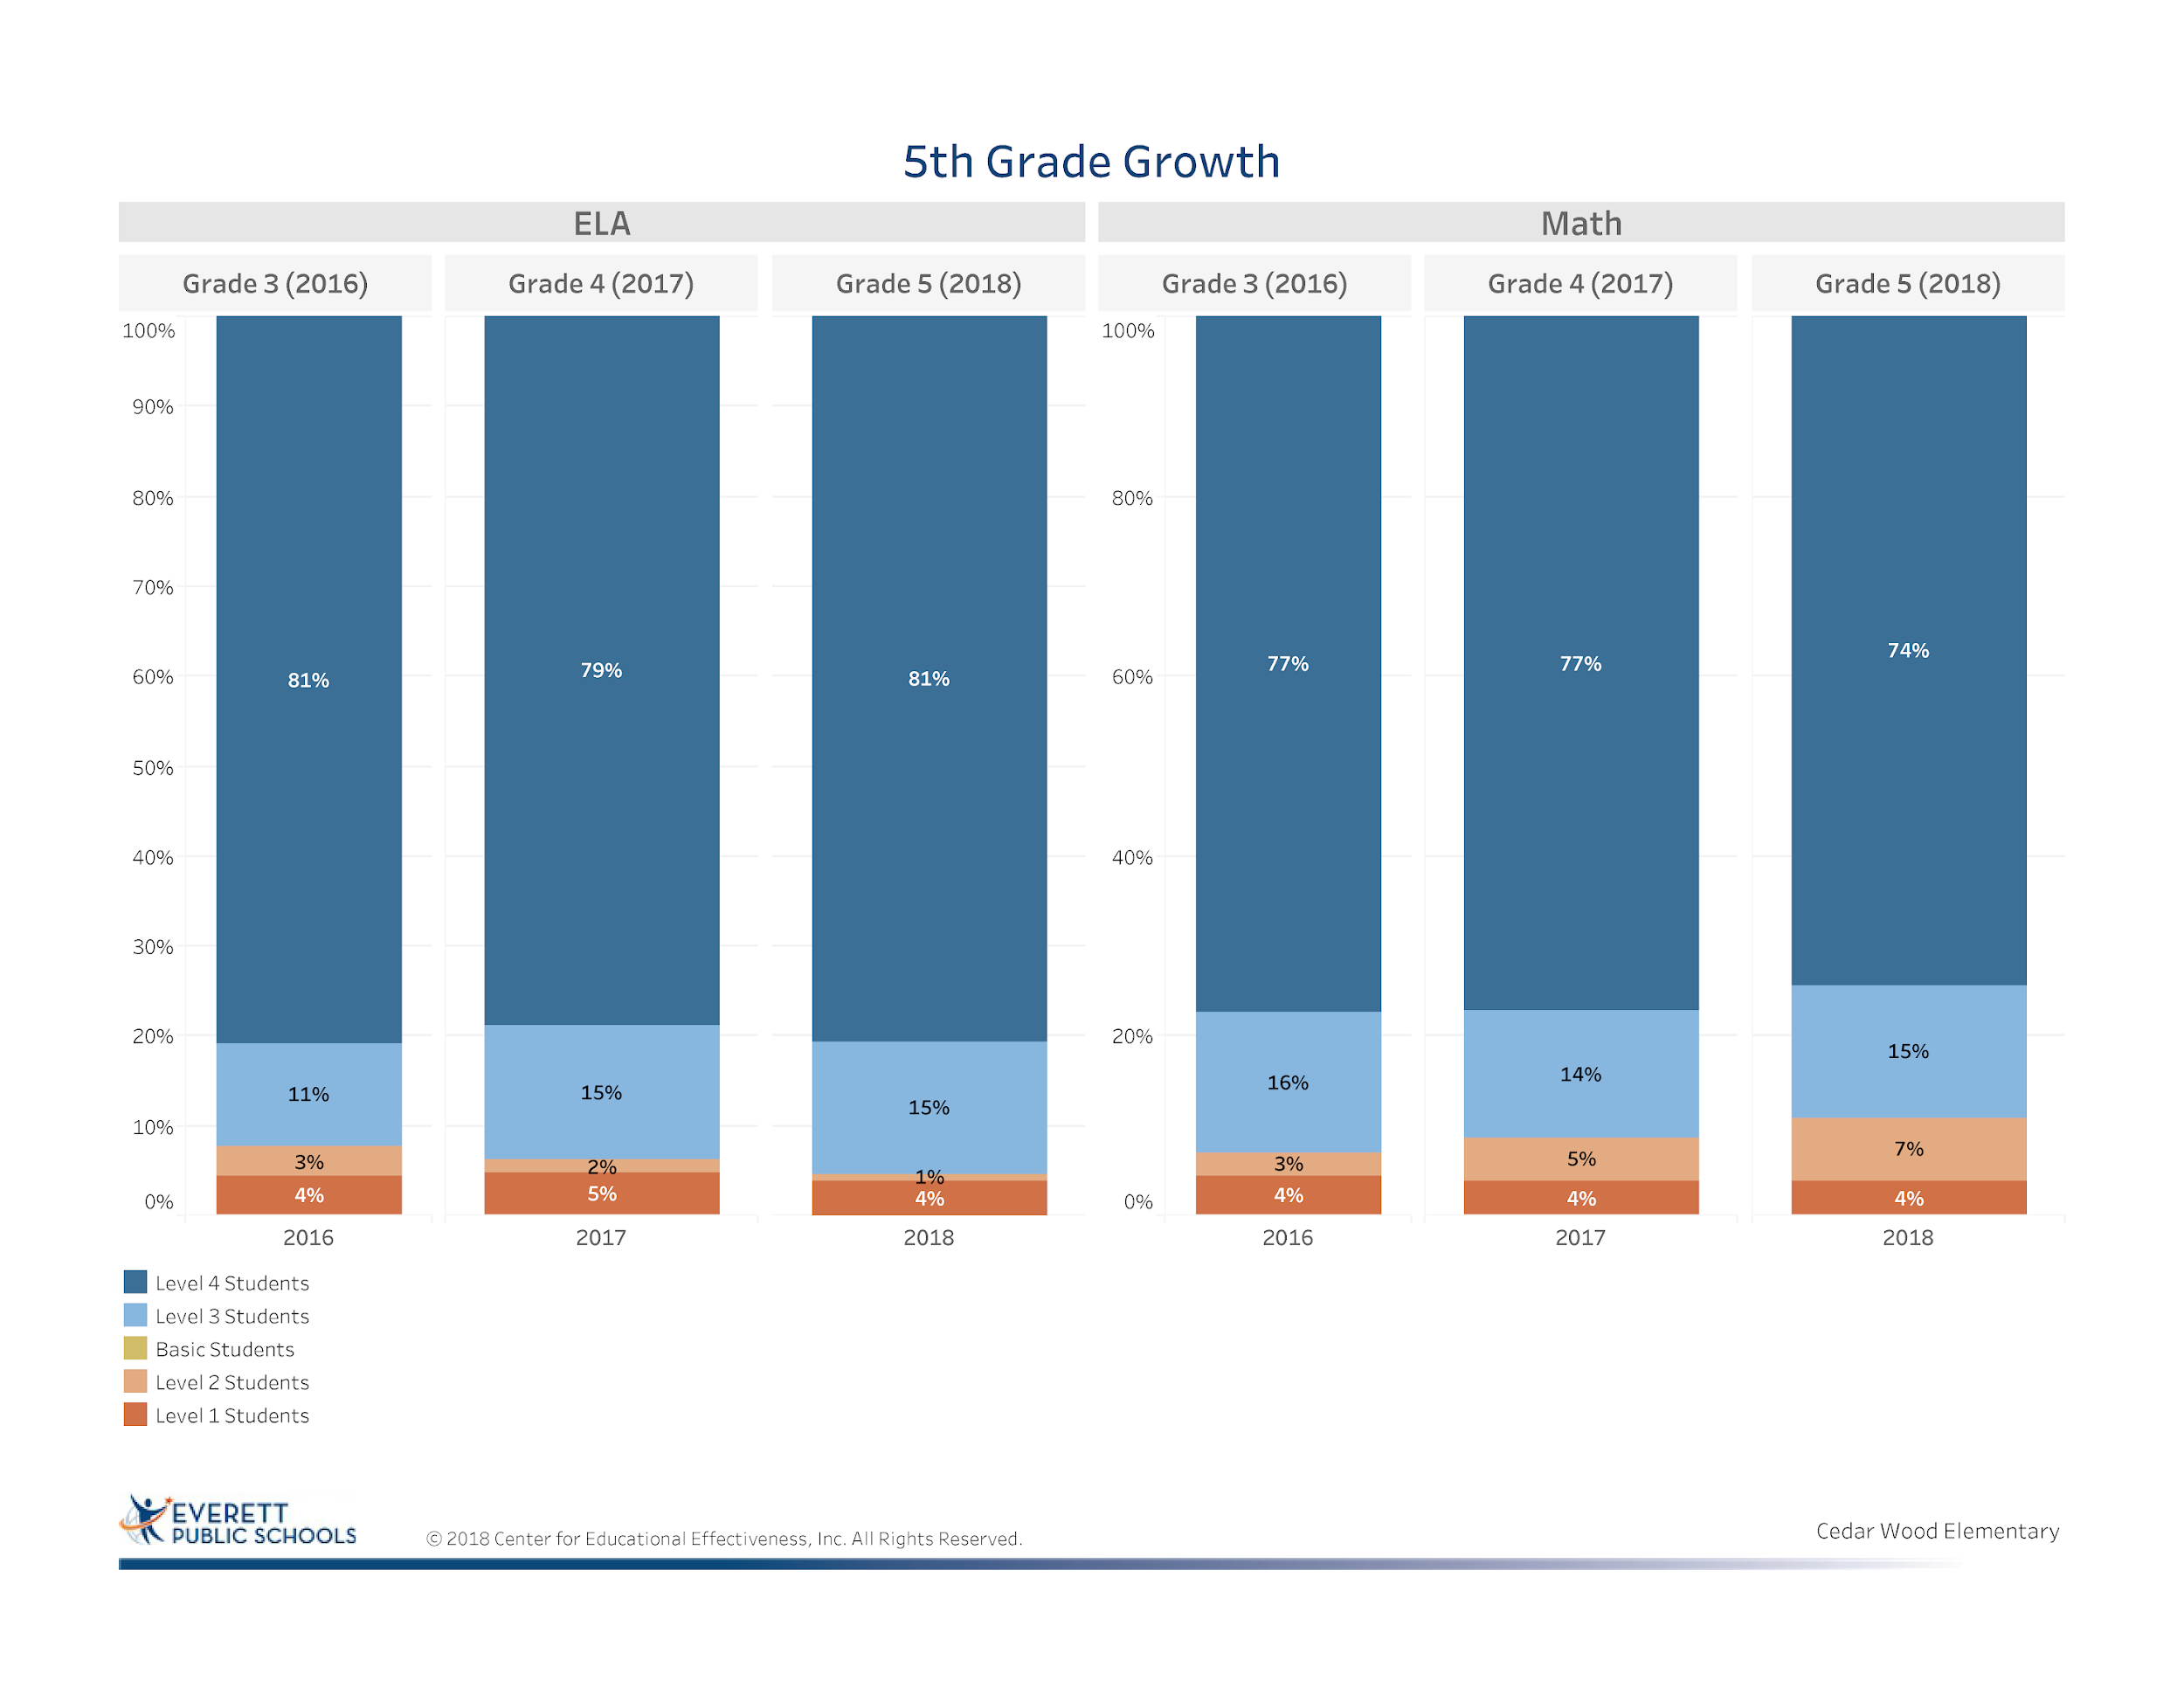 5th Grade Growth
ELA Math
Grade 3 (2016) Grade 4 (2017) Grade 5 (2018) Grade 3 (2016) Grade 4 (2017) Grade 5 (2018)
100% 100%
90%
80% 80%
70%
60% 60%
50%
40% 40%
30%
20% 20%
10%
0% 0%
81% 79% 81% 77% 77% 74%
11% 15% 15% 16% 14% 15%
3% 2% 1% 3% 5% 7%
4% 5% 4% 4% 4% 4%
2016 2017 2018 2016 2017 2018
Level 4 Students
Level 3 Students
Basic Students
Level 2 Students
Level 1 Students
EVERETT
PUBLIC SCHOOLS
© 2018 Center for Educational Effectiveness, Inc. All Rights Reserved.
Cedar Wood Elementary